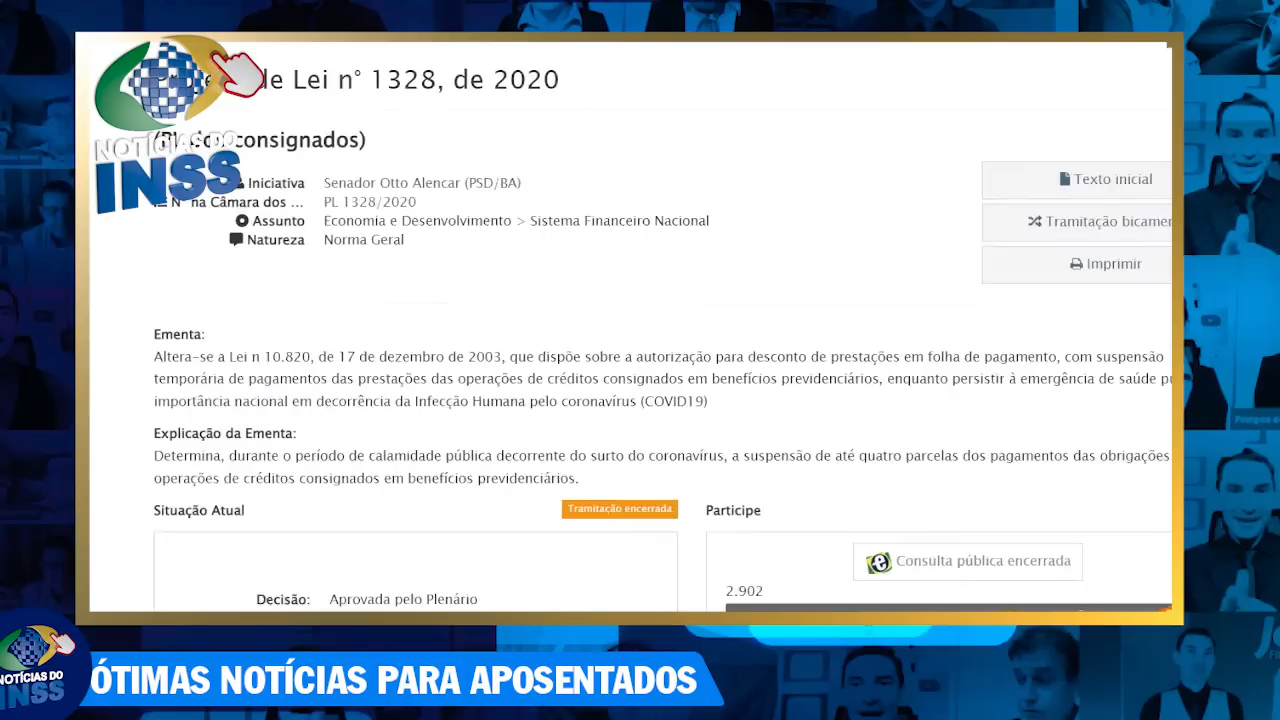 de Lei n° 1328, de 2020
NOTÍCIAS DO
INSS
consignados)
Iniciativa Senador Otto Alencar (PSD/BA)
na Câmara dos ... PL 1328/2020
Assunto Economia e Desenvolvimento > Sistema Financeiro Nacional
Natureza Norma Geral
Texto inicial
Tramitação bicamer
Imprimir
Ementa:
Altera-se a Lei n 10.820, de 17 de dezembro de 2003, que dispõe sobre a autorização para desconto de prestações em folha de pagamento, com suspensão
temporária de pagamentos das prestações das operações de créditos consignados em benefícios previdenciários, enquanto persistir à emergência de saúde pu
importância nacional em decorrência da Infecção Humana pelo coronavírus (COVID19)
Explicação da Ementa:
Determina, durante o período de calamidade pública decorrente do surto do coronavírus, a suspensão de até quatro parcelas dos pagamentos das obrigações
operações de créditos consignados em benefícios previdenciários.
Situação Atual Tramitação encerrada
Participe
Consulta pública encerrada
2.902
Decisão: Aprovada pelo Plenário
NOTÍCIAS DO
INSS
ÓTIMAS NOTÍCIAS PARA APOSENTADOS